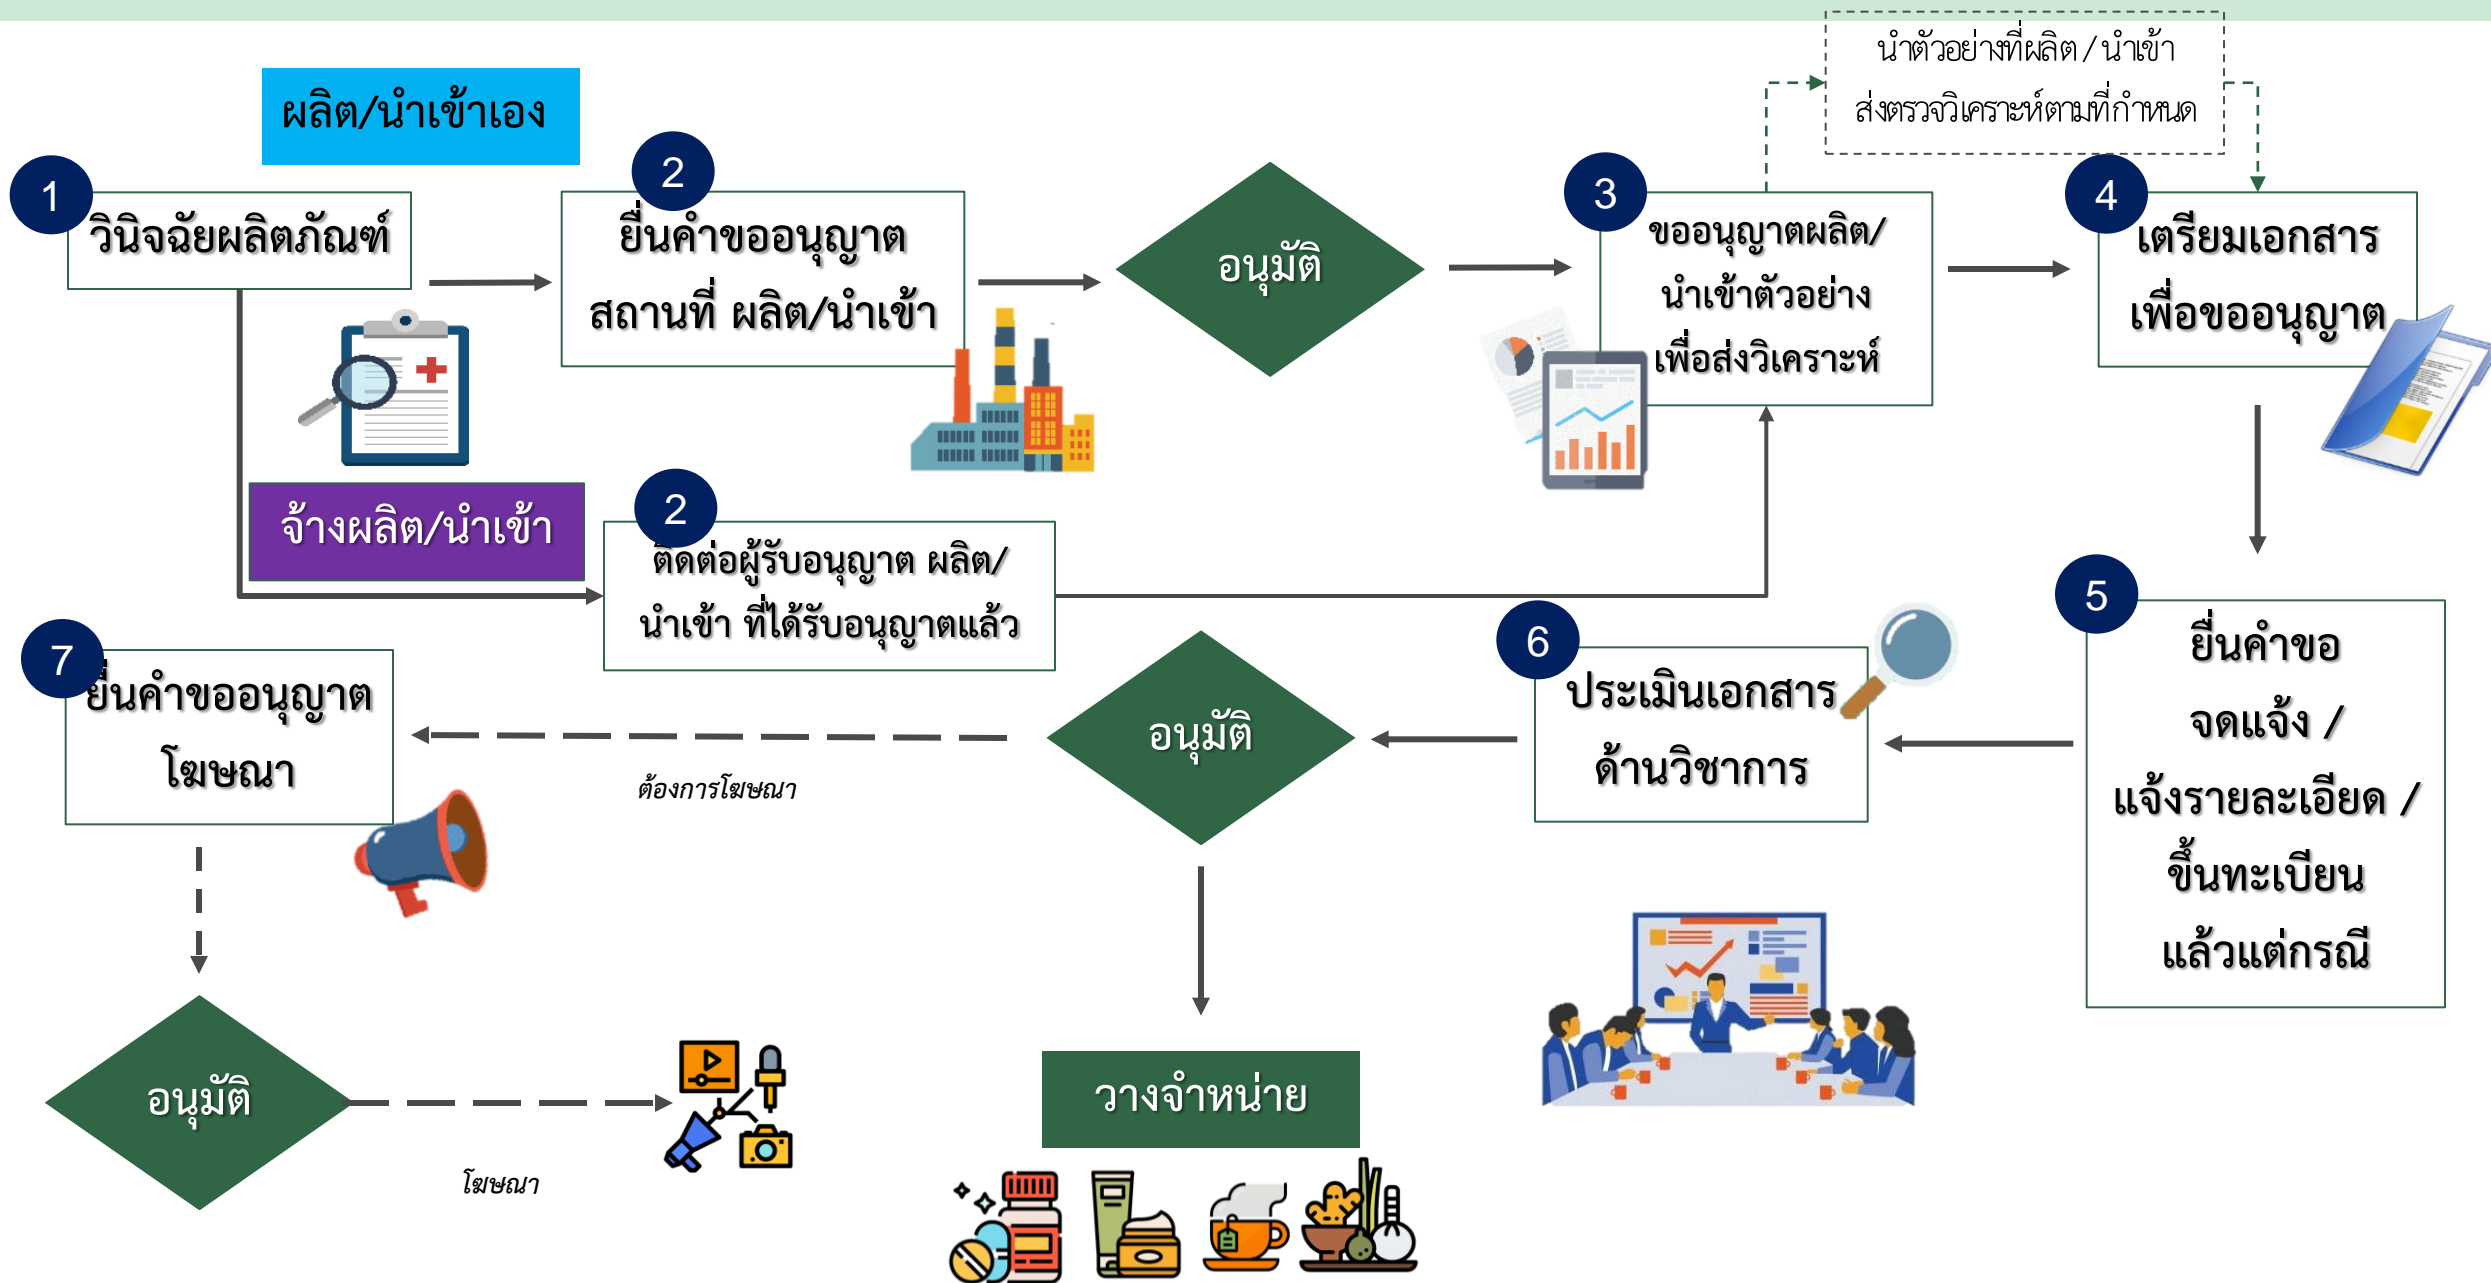 นำตัวอย่างที่ผลิต / นำเข้า
ส่งตรวจวิเคราะห์ตามที่กำหนด
ผลิต/นำเข้าเอง
1
วินิจฉัยผลิตภัณฑ์
2
ยื่นคำขออนุญาต
สถานที่ ผลิต/นำเข้า
อนุมัติ
3
ขออนุญาตผลิต/
นำเข้าตัวอย่าง
เพื่อส่งวิเคราะห์
4
เตรียมเอกสาร
เพื่อขออนุญาต
จ้างผลิต/นำเข้า
2
ติดต่อผู้รับอนุญาต ผลิต/
นำเข้า ที่ได้รับอนุญาตแล้ว
5
ยื่นคำขอ
จดแจ้ง /
แจ้งรายละเอียด /
ขึ้นทะเบียน
แล้วแต่กรณี
6
ประเมินเอกสาร
ด้านวิชาการ
อนุมัติ
ต้องการโฆษณา
7
ยื่นคำขออนุญาต
โฆษณา
อนุมัติ
โฆษณา
วางจำหน่าย